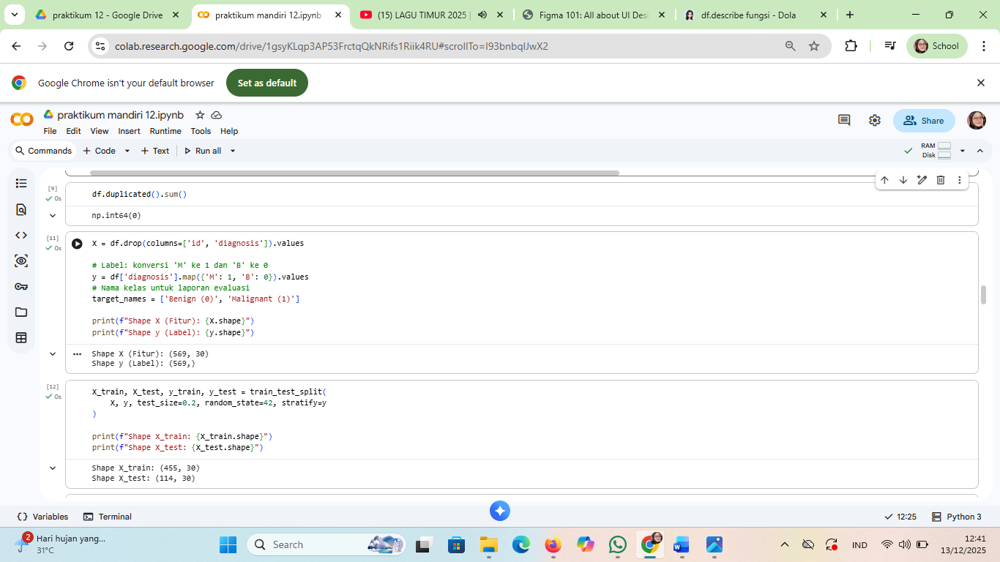 praktikum 12 - Google Drive
praktikum mandiri 12.ipynb
(15) LAGU TIMUR 2025 |
Figma 101: All about UI Desi
df.describe fungsi - Dola
colab.research.google.com/drive/1gsyKLqp3AP53FrctqQkNRifs1Riik4RU#scrollTo=I93bnbqlJwX2
School
Google Chrome isn't your default browser
Set as default
praktikum mandiri 12.ipynb
File Edit View Insert Runtime Tools Help
Share
Commands + Code + Text Run all
RAM
Disk
[9]
0s
df.duplicated().sum()
np.int64(0)
[11]
0s
X = df.drop(columns=['id', 'diagnosis']).values
# Label: konversi 'M' ke 1 dan 'B' ke 0
y = df['diagnosis'].map({'M': 1, 'B': 0}).values
# Nama kelas untuk laporan evaluasi
target_names = ['Benign (0)', 'Malignant (1)']
print(f"Shape X (Fitur): {X.shape}")
print(f"Shape y (Label): {y.shape}")
Shape X (Fitur): (569, 30)
Shape y (Label): (569,)
[12]
0s
X_train, X_test, y_train, y_test = train_test_split(
X, y, test_size=0.2, random_state=42, stratify=y
)
print(f"Shape X_train: {X_train.shape}")
print(f"Shape X_test: {X_test.shape}")
Shape X_train: (455, 30)
Shape X_test: (114, 30)
Variables
Terminal
12:25
Python 3
2
Hari hujan yang...
31°C
Search
IND
12:41
13/12/2025